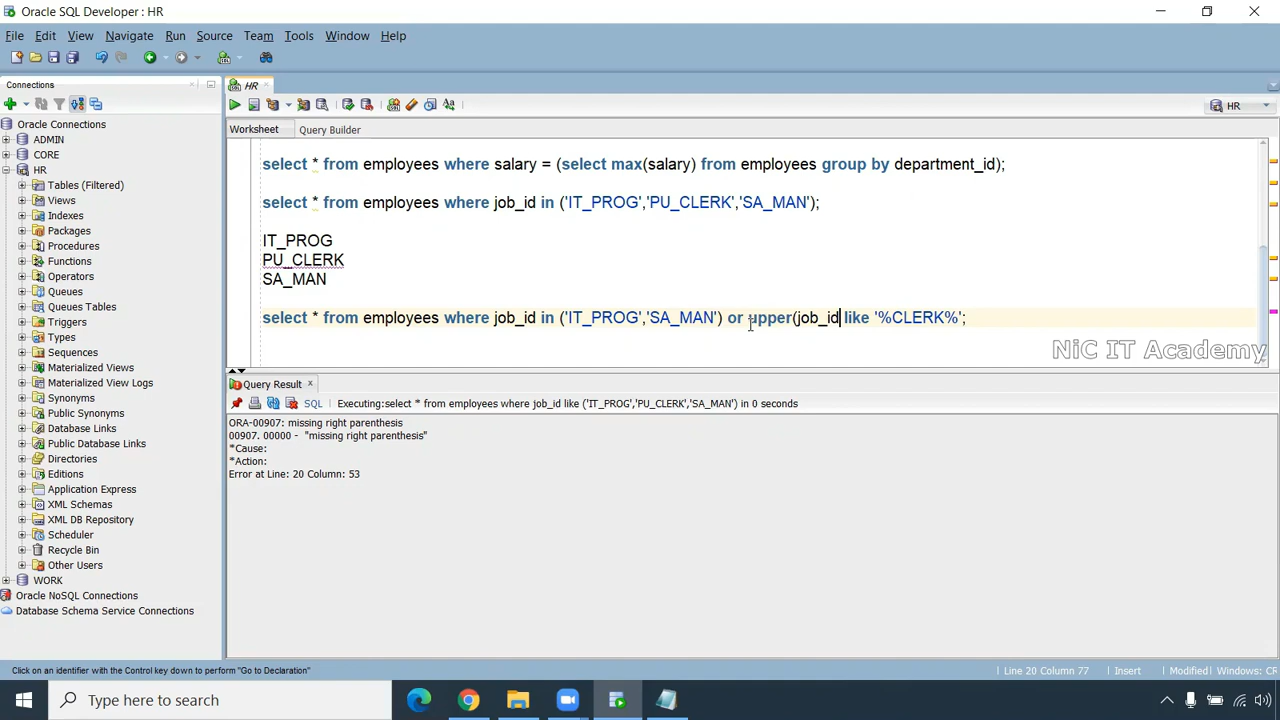 Oracle SQL Developer : HR
File Edit View Navigate Run Source Team Tools Window Help
Connections
HR
HR
Oracle Connections
ADMIN
CORE
HR
Tables (Filtered)
Views
Indexes
Packages
Procedures
Functions
Operators
Queues
Queues Tables
Triggers
Types
Sequences
Materialized Views
Materialized View Logs
Synonyms
Public Synonyms
Database Links
Public Database Links
Directories
Editions
Application Express
XML Schemas
XML DB Repository
Scheduler
Recycle Bin
Other Users
WORK
Oracle NoSQL Connections
Database Schema Service Connections
Worksheet Query Builder
select * from employees where salary = (select max(salary) from employees group by department_id);
select * from employees where job_id in ('IT_PROG','PU_CLERK','SA_MAN');
IT_PROG
PU_CLERK
SA_MAN
select * from employees where job_id in ('IT_PROG','SA_MAN') or upper(job_id like '%CLERK%';
NiC IT Academy
Query Result
SQL | Executing:select * from employees where job_id like ('IT_PROG','PU_CLERK','SA_MAN') in 0 seconds
ORA-00907: missing right parenthesis
00907. 00000 - "missing right parenthesis"
*Cause:
*Action:
Error at Line: 20 Column: 53
Click on an identifier with the Control key down to perform "Go to Declaration"
Line 20 Column 77 Insert Modified Windows: CR
Type here to search